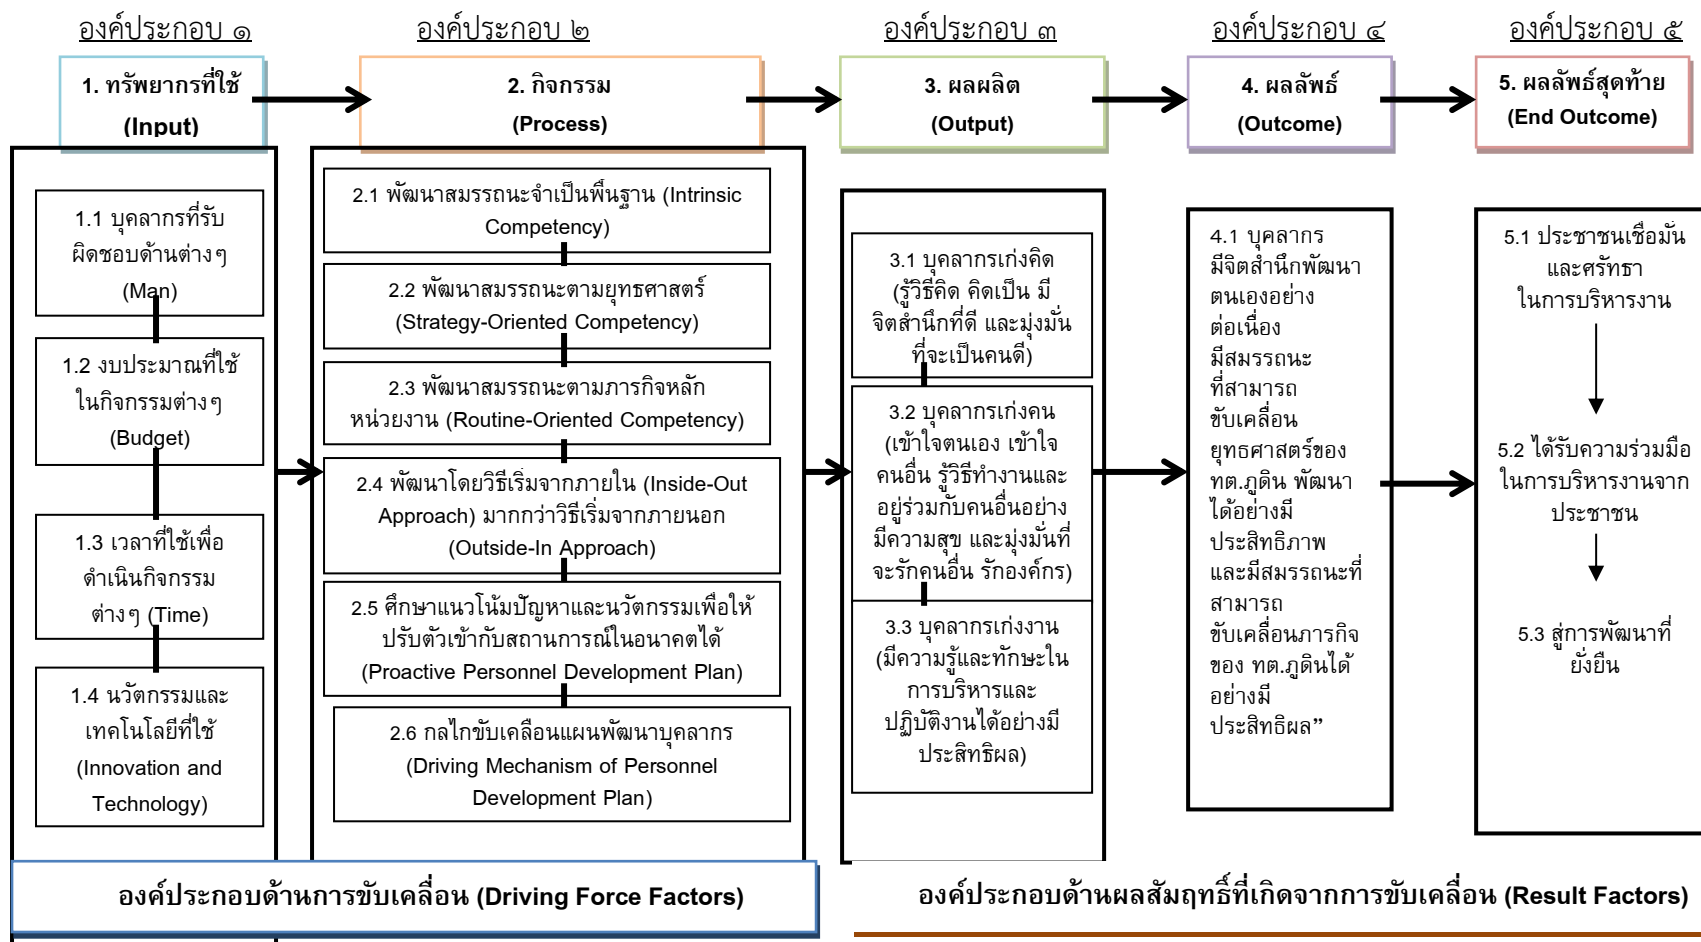 องค์ประกอบ ๑
องค์ประกอบ ๒
องค์ประกอบ ๓
องค์ประกอบ ๔
องค์ประกอบ ๕
1. ทรัพยากรที่ใช้
(Input)
2. กิจกรรม
(Process)
3. ผลผลิต
(Output)
4. ผลลัพธ์
(Outcome)
5. ผลลัพธ์สุดท้าย
(End Outcome)
1.1 บุคลากรที่รับ
ผิดชอบด้านต่างๆ
(Man)
1.2 งบประมาณที่ใช้
ในกิจกรรมต่างๆ
(Budget)
1.3 เวลาที่ใช้เพื่อ
ดำเนินกิจกรรม
ต่างๆ (Time)
1.4 นวัตกรรมและ
เทคโนโลยีที่ใช้
(Innovation and
Technology)
2.1 พัฒนาสมรรถนะจำเป็นพื้นฐาน (Intrinsic
Competency)
2.2 พัฒนาสมรรถนะตามยุทธศาสตร์
(Strategy-Oriented Competency)
2.3 พัฒนาสมรรถนะตามภารกิจหลัก
หน่วยงาน (Routine-Oriented Competency)
2.4 พัฒนาโดยวิธีเริ่มจากภายใน (Inside-Out
Approach) มากกว่าวิธีเริ่มจากภายนอก
(Outside-In Approach)
2.5 ศึกษาแนวโน้มปัญหาและนวัตกรรมเพื่อให้
ปรับตัวเข้ากับสถานการณ์ในอนาคตได้
(Proactive Personnel Development Plan)
2.6 กลไกขับเคลื่อนแผนพัฒนาบุคลากร
(Driving Mechanism of Personnel
Development Plan)
3.1 บุคลากรเก่งคิด
(รู้วิธีคิด คิดเป็น มี
จิตสำนึกที่ดี และมุ่งมั่น
ที่จะเป็นคนดี)
3.2 บุคลากรเก่งคน
(เข้าใจตนเอง เข้าใจ
คนอื่น รู้วิธีทำงานและ
อยู่ร่วมกับคนอื่นอย่าง
มีความสุข และมุ่งมั่นที่
จะรักคนอื่น รักองค์กร)
3.3 บุคลากรเก่งงาน
(มีความรู้และทักษะใน
การบริหารและ
ปฏิบัติงานได้อย่างมี
ประสิทธิผล)
4.1 บุคลากร
มีจิตสำนึกพัฒนา
ตนเองอย่าง
ต่อเนื่อง
มีสมรรถนะ
ที่สามารถ
ขับเคลื่อน
ยุทธศาสตร์ของ
ทต.ภูดิน พัฒนา
ได้อย่างมี
ประสิทธิภาพ
และมีสมรรถนะที่
สามารถ
ขับเคลื่อนภารกิจ
ของ ทต.ภูดินได้
อย่างมี
ประสิทธิผล”
5.1 ประชาชนเชื่อมั่น
และศรัทธา
ในการบริหารงาน
5.2 ได้รับความร่วมมือ
ในการบริหารงานจาก
ประชาชน
5.3 สู่การพัฒนาที่
ยั่งยืน
องค์ประกอบด้านการขับเคลื่อน (Driving Force Factors)
องค์ประกอบด้านผลสัมฤทธิ์ที่เกิดจากการขับเคลื่อน (Result Factors)